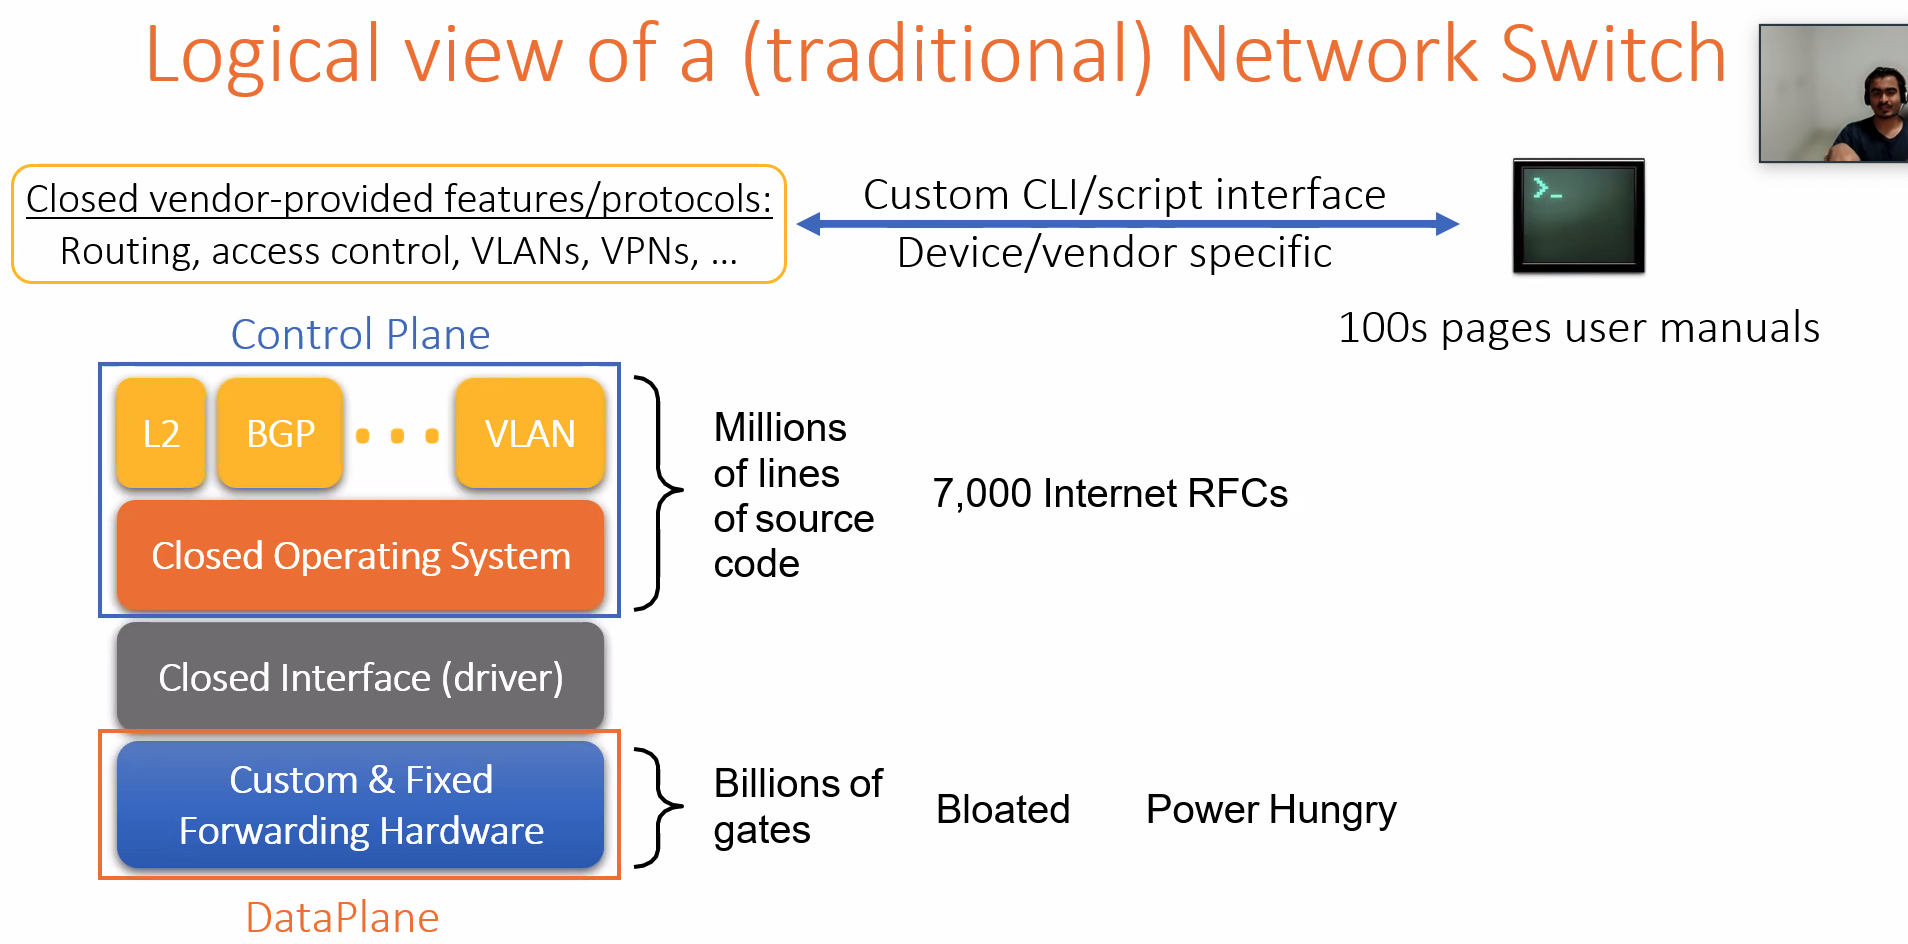 Logical view of a (traditional) Network Switch
Closed vendor-provided features/protocols:
Routing, access control, VLANs, VPNs, ...
Custom CLI/script interface
Device/vendor specific
>_
100s pages user manuals
Control Plane
L2
BGP
...
VLAN
Closed Operating System
Millions
of lines
of source
code
7,000 Internet RFCs
Closed Interface (driver)
Custom & Fixed
Forwarding Hardware
Billions of
gates
Bloated
Power Hungry
DataPlane